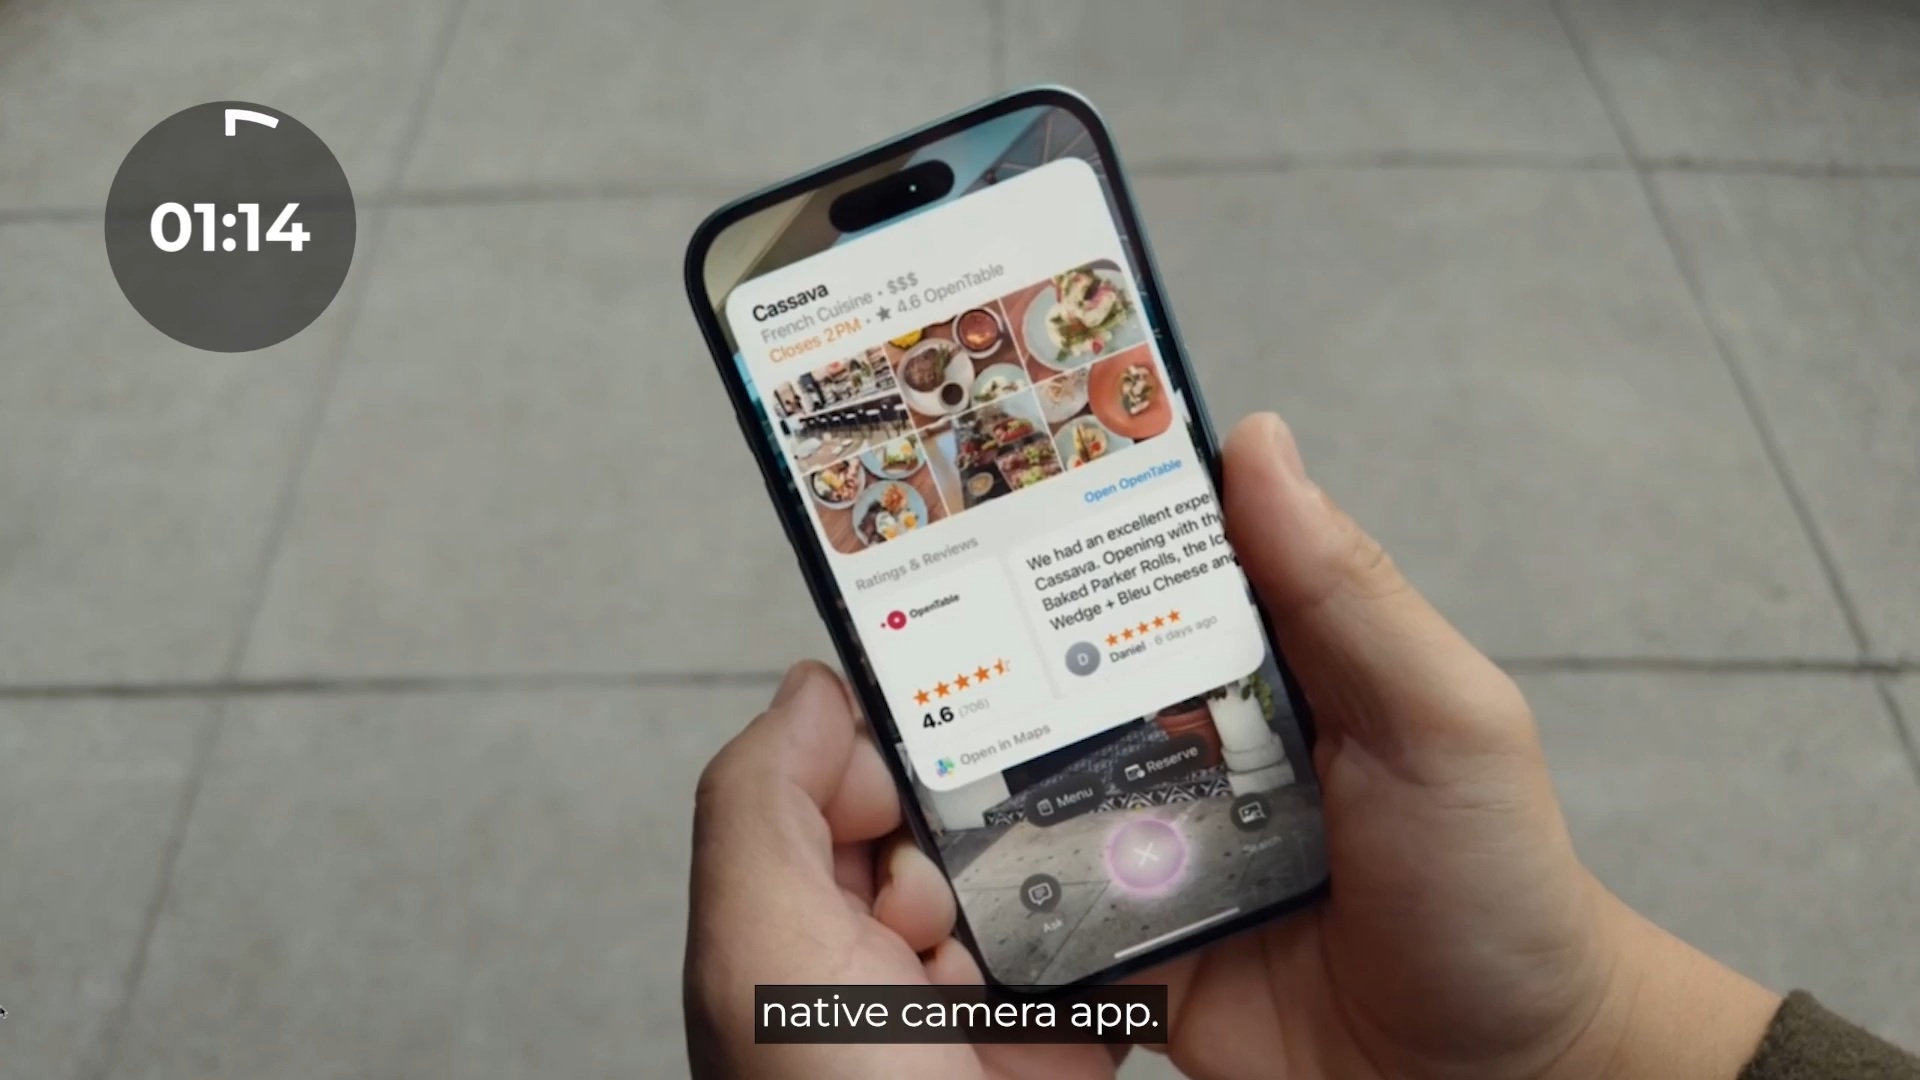 01:14
Cassava
French Cuisine · $$$
Closes 2PM · ★ 4.6 OpenTable
Open OpenTable
Ratings & Reviews
OpenTable
4.6 (706)
We had an excellent expe
Cassava. Opening with th
Baked Parker Rolls, the Ic
Wedge + Bleu Cheese and
D
Daniel · 6 days ago
Open in Maps
Menu
Reserve
Ask
Search
native camera app.